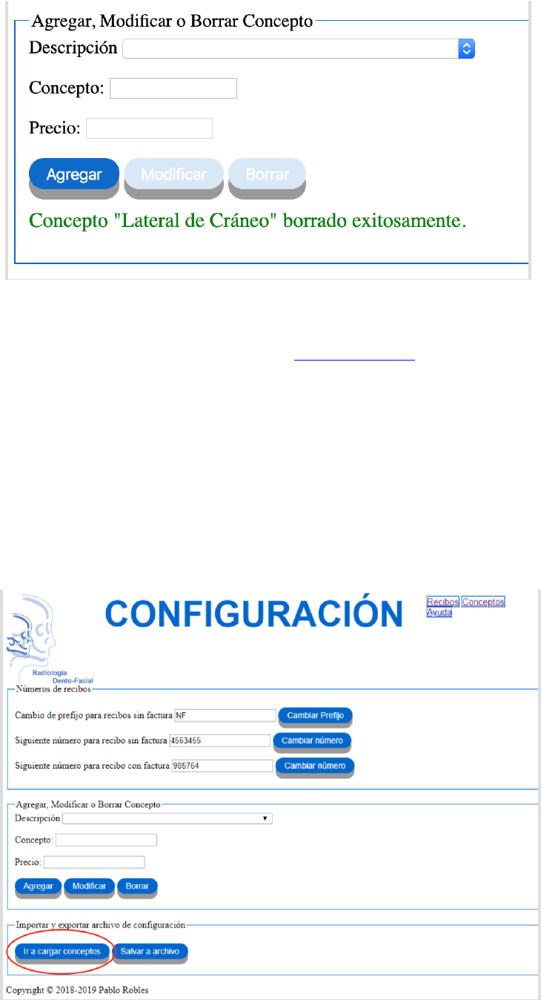 Agregar, Modificar o Borrar Concepto
Descripción
Concepto:
Precio:
Agregar Modificar Borrar
Concepto "Lateral de Cráneo" borrado exitosamente.
CONFIGURACIÓN
Recibos Conceptos
Ayuda
Radiología
Dento-Facial
Números de recibos
Cambio de prefijo para recibos sin factura NF Cambiar Prefijo
Siguiente número para recibo sin factura 4563455 Cambiar número
Siguiente número para recibo con factura 985764 Cambiar número
Agregar, Modificar o Borrar Concepto
Descripción
Concepto:
Precio:
Agregar Modificar Borrar
Importar y exportar archivo de configuración
Ir a cargar conceptos Salvar a archivo
Copyright © 2018-2019 Pablo Robles